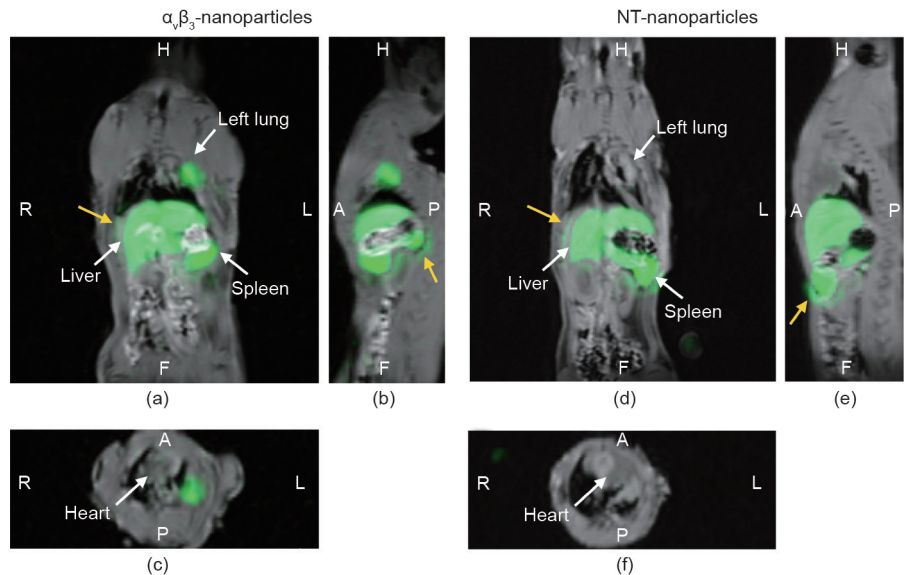 αvβ3-nanoparticles
NT-nanoparticles
H
Left lung
R
L
Liver
Spleen
F
(a)
A
P
(b)
H
Left lung
R
L
Liver
Spleen
F
(d)
H
A
P
F
(e)
A
R
L
Heart
P
(c)
A
R
L
Heart
P
(f)